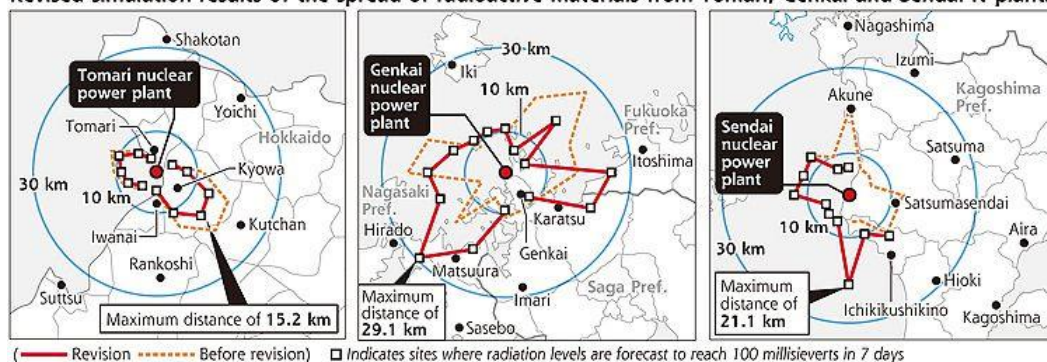 Revised simulation results of the spread of radioactive materials from Tomari, Genkai and Sendai N-plants
Shakotan
Tomari nuclear
power plant
Yoichi
Tomari
Hokkaido
Kyowa
30 km
10 km
Iwanai
Kutchan
Rankoshi
Suttsu
Maximum distance of 15.2 km
30 km
Iki
Genkai
nuclear
power
plant
10 km
Fukuoka
Pref.
Itoshima
Nagasaki
Pref.
Karatsu
Hirado
Genkai
Matsuura
Maximum
distance of
29.1 km
Imari
Saga Pref.
Sasebo
Nagashima
Izumi
Akune
Kagoshima
Pref.
Sendai
nuclear
power
plant
Satsuma
Satsumasendai
10 km
30 km
Aira
Maximum
distance of
21.1 km
Hioki
Ichikikushikino
Kagoshima
( Revision Before revision) Indicates sites where radiation levels are forecast to reach 100 millisieverts in 7 days